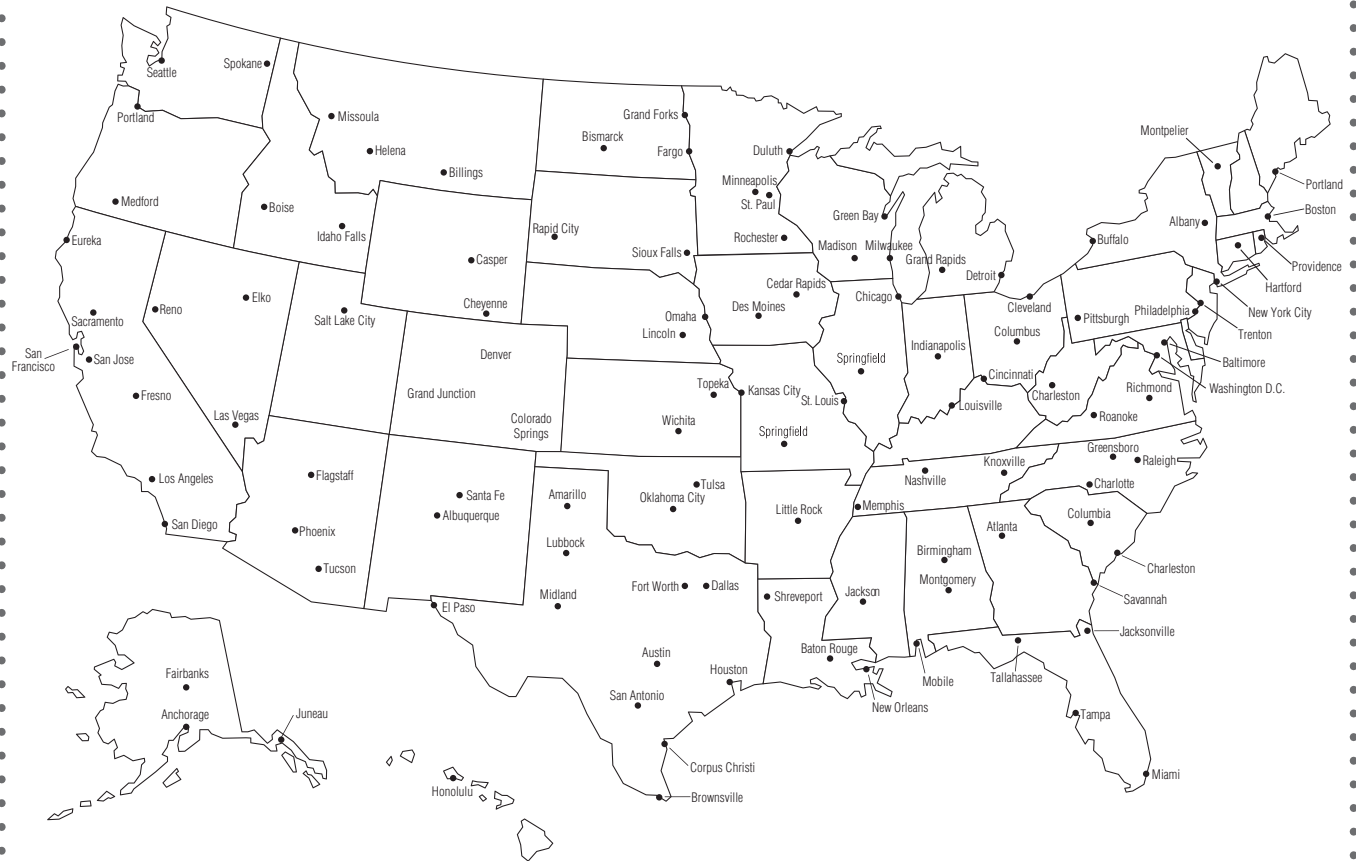 Seattle
Spokane
Portland
Missoula
Helena
Billings
Medford
Boise
Idaho Falls
Eureka
Casper
Cheyenne
Reno
Elko
Salt Lake City
Sacramento
San
Francisco
San Jose
Fresno
Las Vegas
Los Angeles
San Diego
Flagstaff
Phoenix
Tucson
Santa Fe
Albuquerque
Denver
Grand Junction
Colorado
Springs
Grand Forks
Bismarck
Fargo
Rapid City
Sioux Falls
Duluth
Minneapolis
St. Paul
Rochester
Green Bay
Madison
Milwaukee
Grand Rapids
Detroit
Cedar Rapids
Des Moines
Chicago
Omaha
Lincoln
Topeka
Kansas City
Wichita
Springfield
St. Louis
Springfield
Indianapolis
Cleveland
Columbus
Cincinnati
Louisville
Charleston
Montpelier
Portland
Boston
Albany
Buffalo
Providence
Hartford
New York City
Philadelphia
Pittsburgh
Trenton
Baltimore
Washington D.C.
Richmond
Roanoke
Greensboro
Raleigh
Charlotte
Knoxville
Nashville
Memphis
Columbia
Charleston
Savannah
Atlanta
Birmingham
Montgomery
Jackson
Little Rock
Tulsa
Oklahoma City
Amarillo
Lubbock
Midland
Fort Worth
Dallas
El Paso
Shreveport
Austin
Houston
San Antonio
Corpus Christi
Brownsville
Baton Rouge
New Orleans
Mobile
Tallahassee
Jacksonville
Tampa
Miami
Fairbanks
Anchorage
Juneau
Honolulu